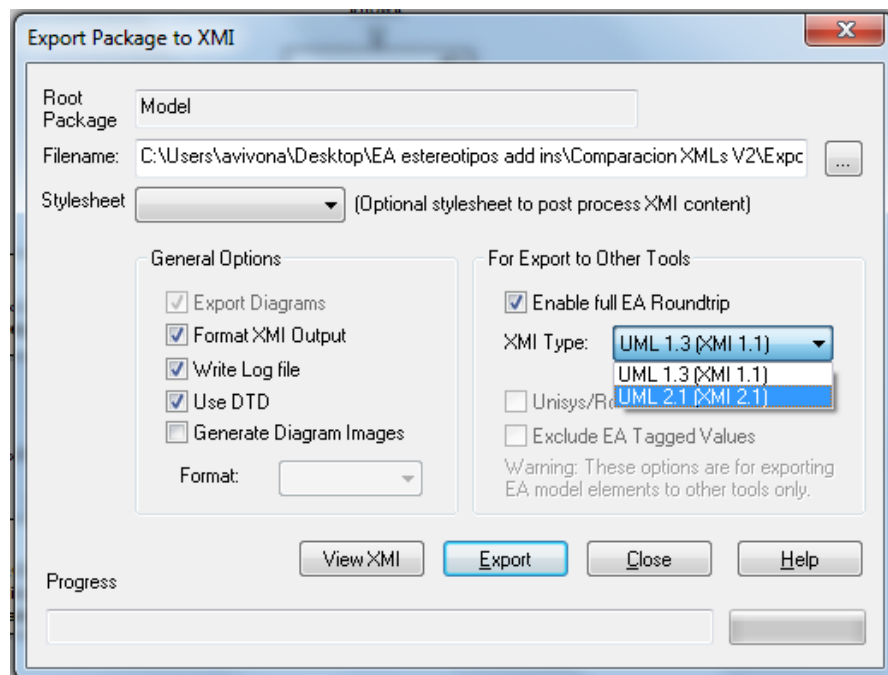 Export Package to XMI
Root Package
Model
Filename:
C:\Users\avivona\Desktop\EA estereotipos add ins\Comparacion XMLs V2\Expc
...
Stylesheet
(Optional stylesheet to post process XMI content)
General Options
Export Diagrams
Format XMI Output
Write Log file
Use DTD
Generate Diagram Images
Format:
For Export to Other Tools
Enable full EA Roundtrip
XMI Type:
UML 1.3 (XMI 1.1)
UML 1.3 (XMI 1.1)
UML 2.1 (XMI 2.1)
Unisys/Ro
Exclude EA Tagged Values
Warning: These options are for exporting
EA model elements to other tools only.
View XMI
Export
Close
Help
Progress